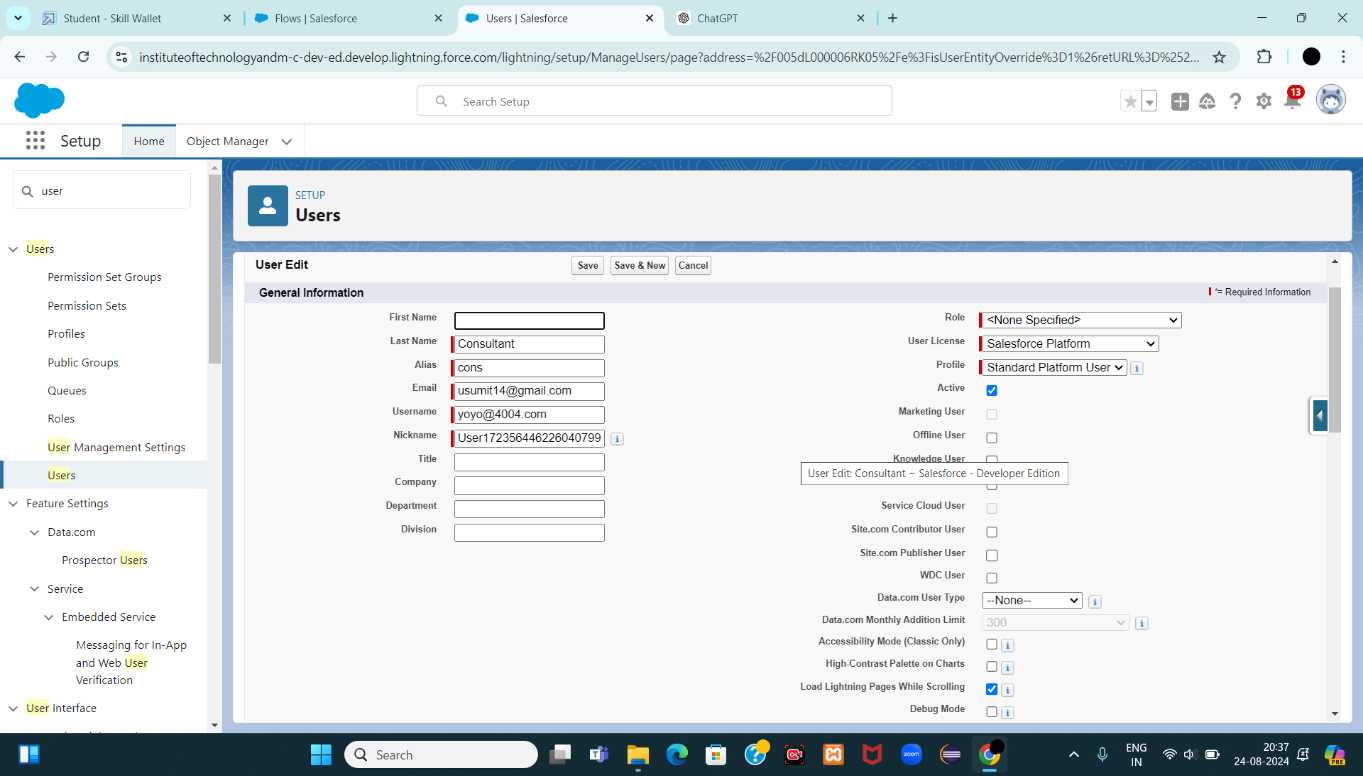 Student - Skill Wallet
Flows | Salesforce
Users | Salesforce
ChatGPT
instituteoftechnologyandm-c-dev-ed.develop.lightning.force.com/lightning/setup/ManageUsers/page?address=%2F005dL000006RK05%2Fe%3FisUserEntityOverride%3D1%26retURL%3D%252...
Search Setup
13
Setup
Home
Object Manager
user
Users
Permission Set Groups
Permission Sets
Profiles
Public Groups
Queues
Roles
User Management Settings
Users
Feature Settings
Data.com
Prospector Users
Service
Embedded Service
Messaging for In-App
and Web User
Verification
User Interface
SETUP
Users
User Edit
Save
Save & New
Cancel
General Information
= Required Information
First Name
Last Name Consultant
Alias cons
Email usumit14@gmail.com
Username yoyo@4004.com
Nickname User172356446226040799 i
Title
Company
Department
Division
Role <None Specified>
User License Salesforce Platform
Profile Standard Platform User i
Active
Marketing User
Offline User
Knowledge User
User Edit: Consultant ~ Salesforce - Developer Edition
Service Cloud User
Site.com Contributor User
Site.com Publisher User
WDC User
Data.com User Type --None-- i
Data.com Monthly Addition Limit 300 i
Accessibility Mode (Classic Only) i
High-Contrast Palette on Charts i
Load Lightning Pages While Scrolling i
Debug Mode i
Search
zoom
ENG
IN
20:37
24-08-2024
PRE